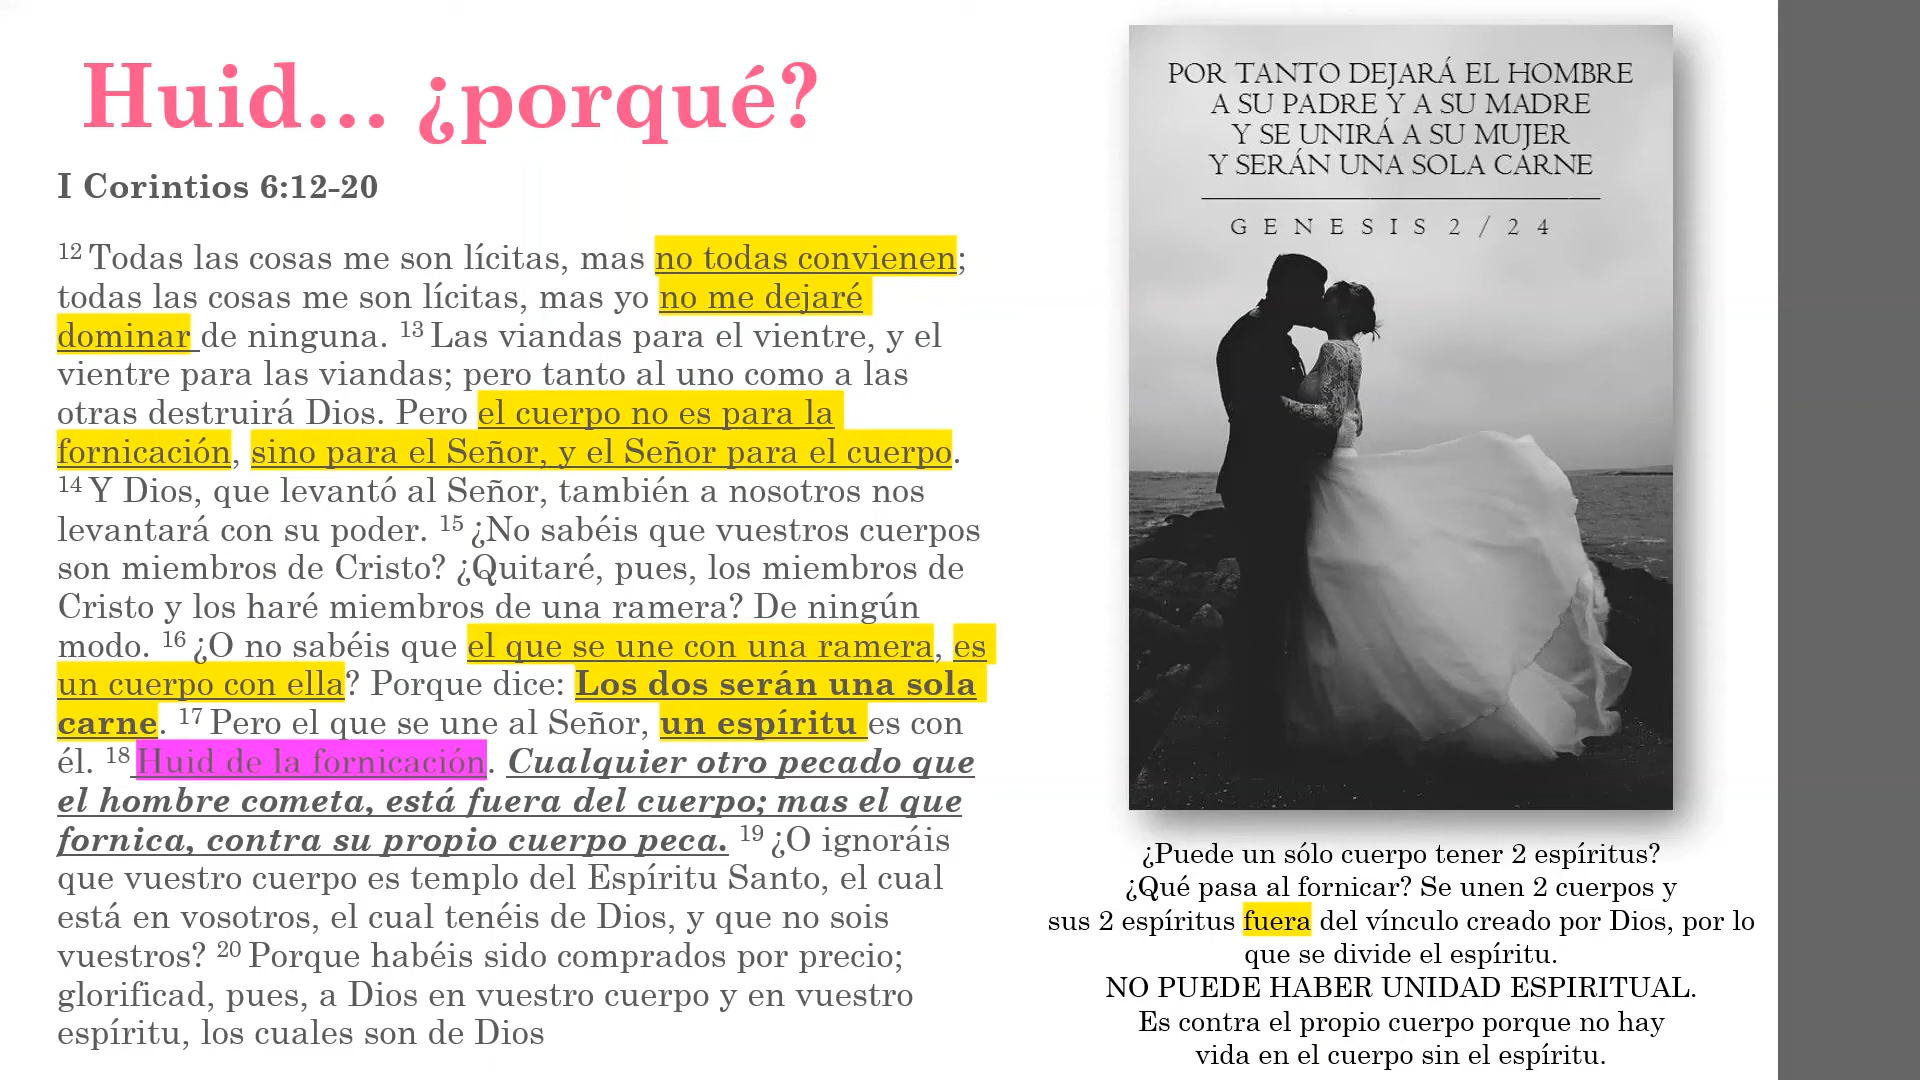 Huid... ¿porqué?
I Corintios 6:12-20
12 Todas las cosas me son lícitas, mas no todas convienen;
todas las cosas me son lícitas, mas yo no me dejaré
dominar de ninguna. 13 Las viandas para el vientre, y el
vientre para las viandas; pero tanto al uno como a las
otras destruirá Dios. Pero el cuerpo no es para la
fornicación, sino para el Señor, y el Señor para el cuerpo.
14 Y Dios, que levantó al Señor, también a nosotros nos
levantará con su poder. 15 ¿No sabéis que vuestros cuerpos
son miembros de Cristo? ¿Quitaré, pues, los miembros de
Cristo y los haré miembros de una ramera? De ningún
modo. 16 ¿O no sabéis que el que se une con una ramera, es
un cuerpo con ella? Porque dice: Los dos serán una sola
carne. 17 Pero el que se une al Señor, un espíritu es con
él. 18 Huid de la fornicación. Cualquier otro pecado que
el hombre cometa, está fuera del cuerpo; mas el que
fornica, contra su propio cuerpo peca. 19 ¿O ignoráis
que vuestro cuerpo es templo del Espíritu Santo, el cual
está en vosotros, el cual tenéis de Dios, y que no sois
vuestros? 20 Porque habéis sido comprados por precio;
glorificad, pues, a Dios en vuestro cuerpo y en vuestro
espíritu, los cuales son de Dios
POR TANTO DEJARÁ EL HOMBRE
A SU PADRE Y A SU MADRE
Y SE UNIRÁ A SU MUJER
Y SERÁN UNA SOLA CARNE
GENESIS 2/24
¿Puede un sólo cuerpo tener 2 espíritus?
¿Qué pasa al fornicar? Se unen 2 cuerpos y
sus 2 espíritus fuera del vínculo creado por Dios, por lo
que se divide el espíritu.
NO PUEDE HABER UNIDAD ESPIRITUAL.
Es contra el propio cuerpo porque no hay
vida en el cuerpo sin el espíritu.